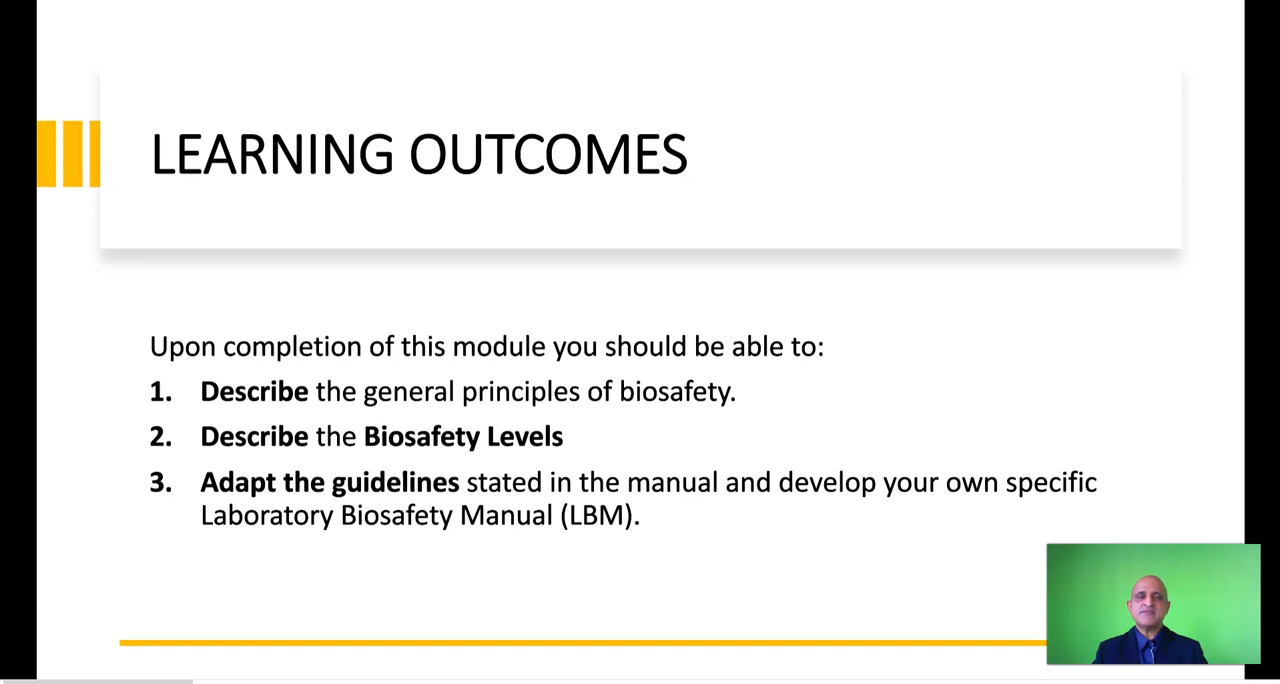 LEARNING OUTCOMES
Upon completion of this module you should be able to:
1. Describe the general principles of biosafety.
2. Describe the Biosafety Levels
3. Adapt the guidelines stated in the manual and develop your own specific
Laboratory Biosafety Manual (LBM).